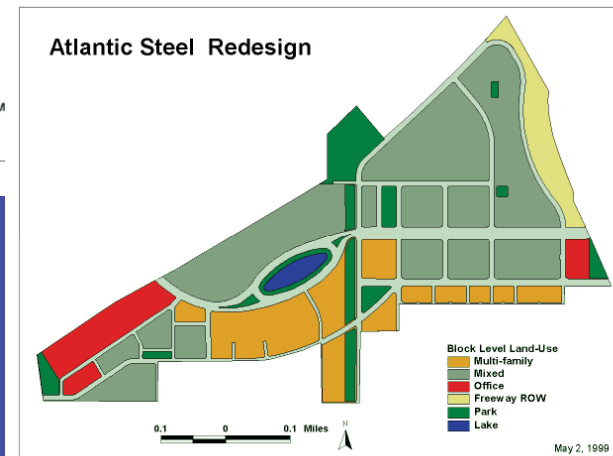 Atlantic Steel Redesign
Block Level Land-Use
Multi-family
Mixed
Office
Freeway ROW
Park
Lake
0.1 0 0.1 Miles
N
May 2, 1999